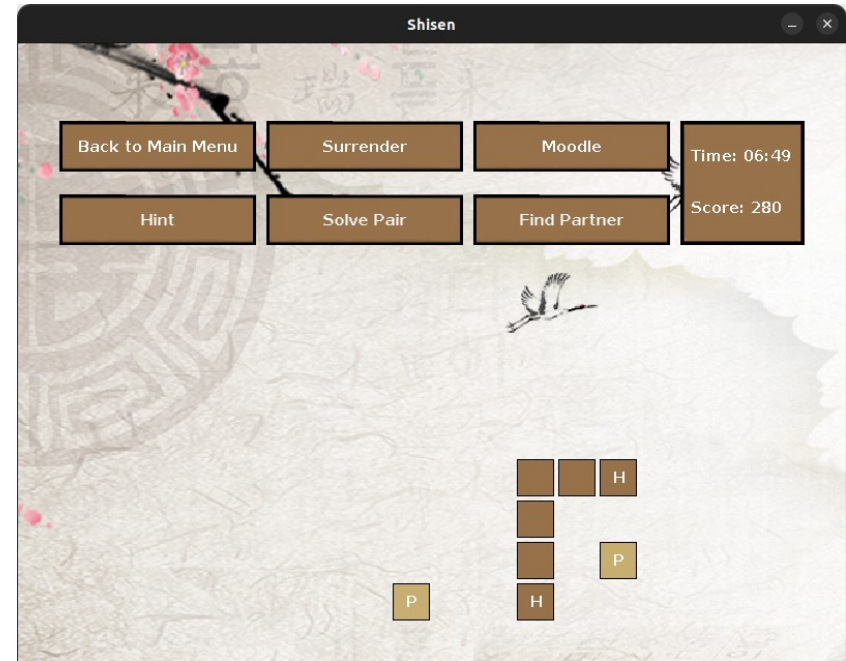 Shisen
Back to Main Menu
Surrender
Moodle
Time: 06:49
Hint
Solve Pair
Find Partner
Score: 280
H
P
P
H